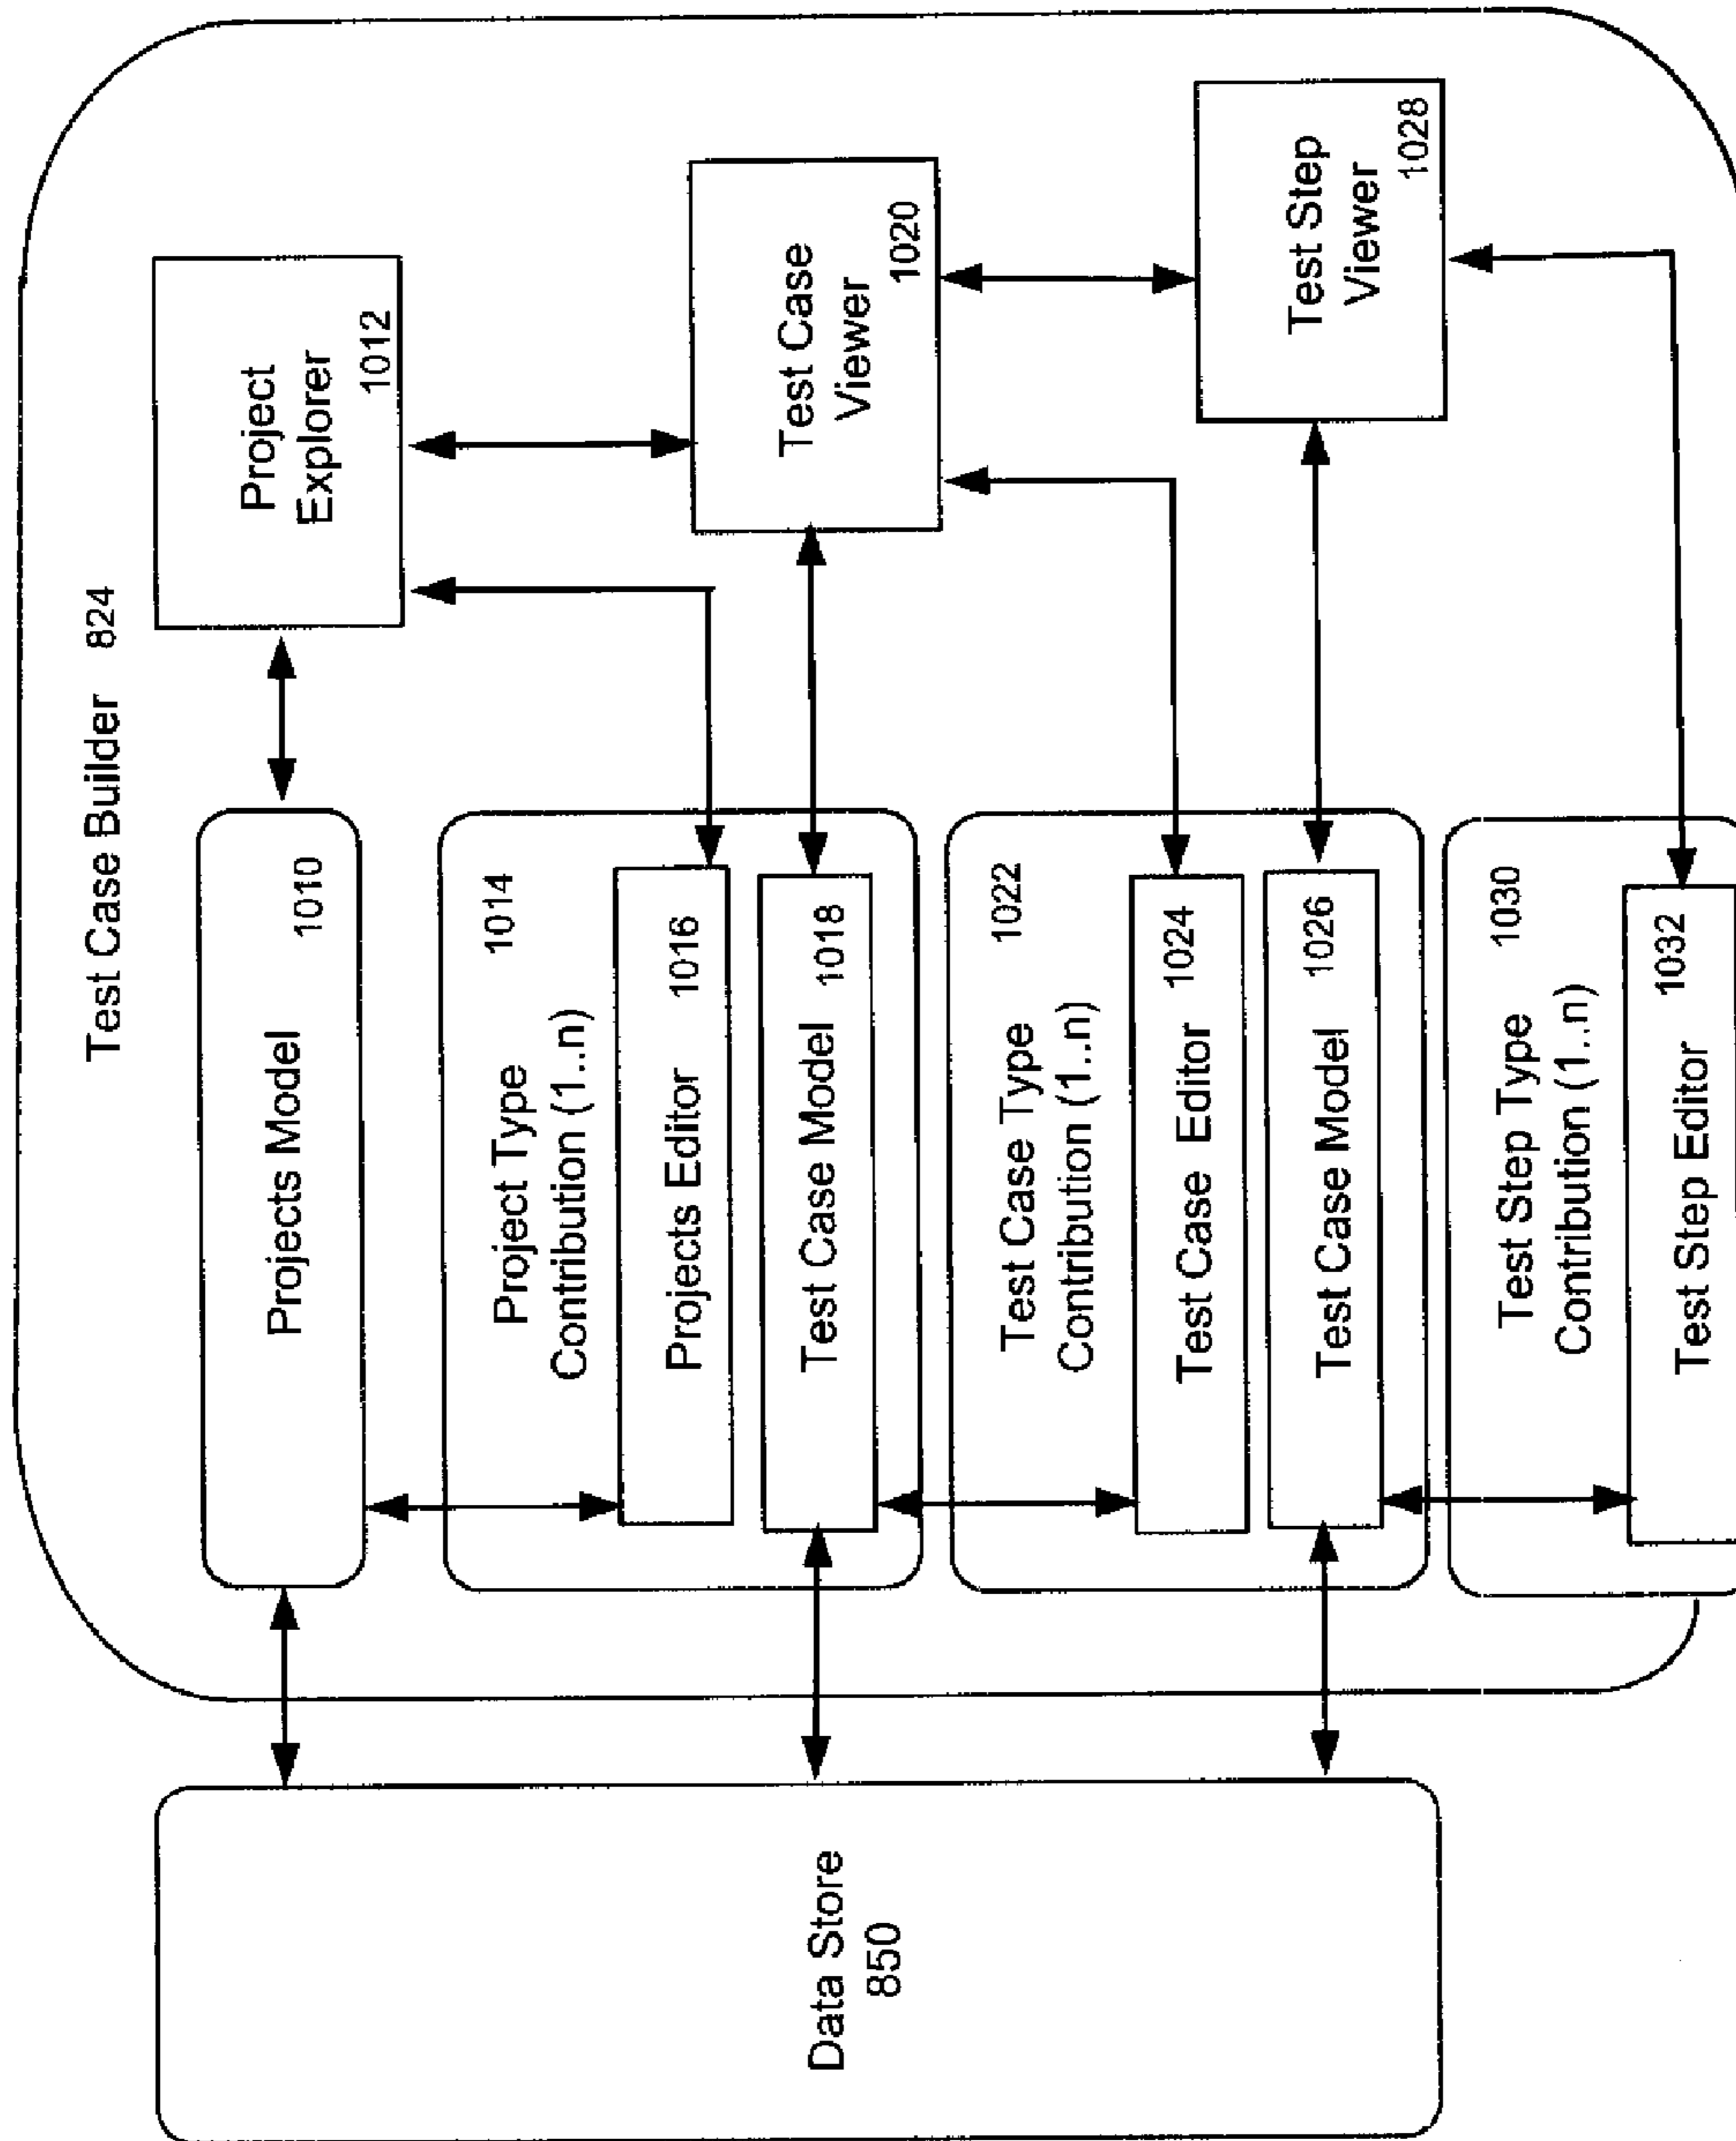 Test Case Builder 824
Data Store
850
Projects Model
1010
Project
Explorer
1012
Project Type
1014
Contribution (1..n)
Projects Editor 1016
Test Case Model 1018
Test Case
Viewer
1020
Test Case Type
1022
Contribution (1..n)
Test Case Editor 1024
Test Case Model 1026
Test Step
Viewer
1028
Test Step Type
1030
Contribution (1..n)
Test Step Editor 1032